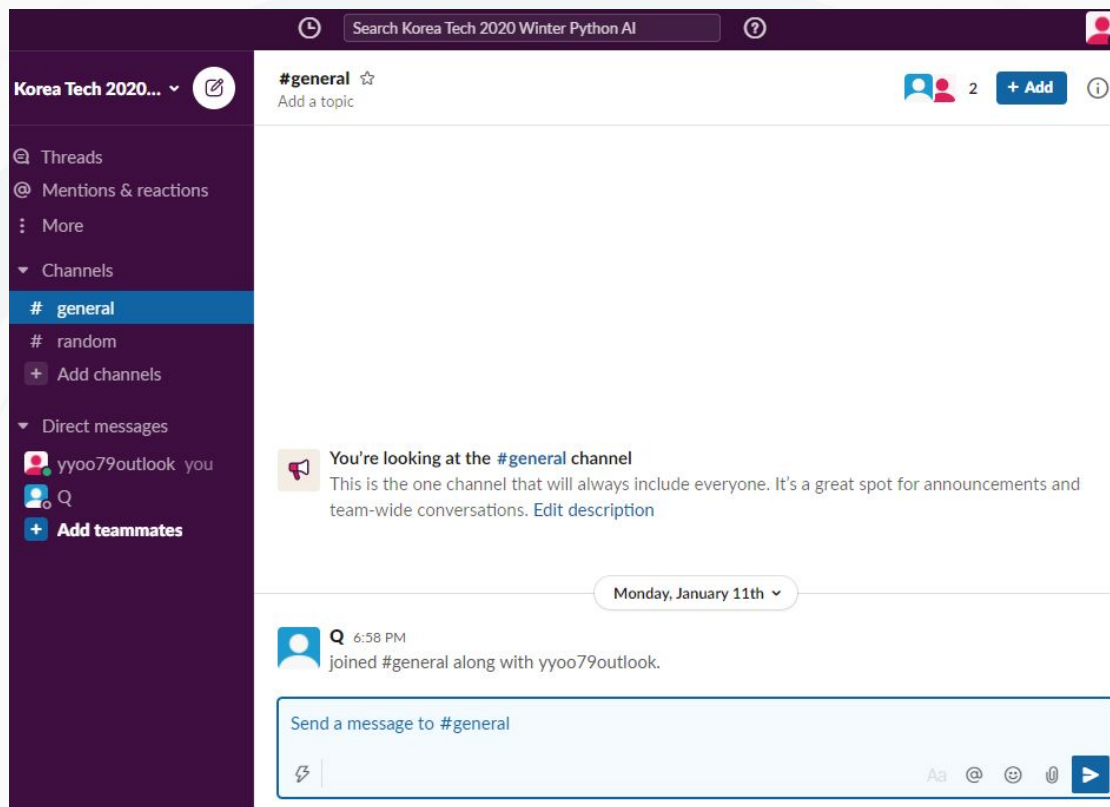 Search Korea Tech 2020 Winter Python AI
Korea Tech 2020...
Threads
Mentions & reactions
More
Channels
# general
# random
+ Add channels
Direct messages
yyoo79outlook you
Q
+ Add teammates
#general
Add a topic
2
+ Add
You're looking at the #general channel
This is the one channel that will always include everyone. It's a great spot for announcements and
team-wide conversations. Edit description
Monday, January 11th
Q 6:58 PM
joined #general along with yyoo79outlook.
Send a message to #general
Aa @